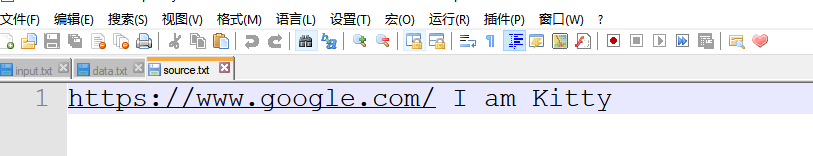 文件(F) 编辑(E) 搜索(S) 视图(V) 格式(M) 语言(L) 设置(T) 宏(O) 运行(R) 插件(P) 窗口(W) ?
input.txt data.txt source.txt
1 https://www.google.com/ I am Kitty